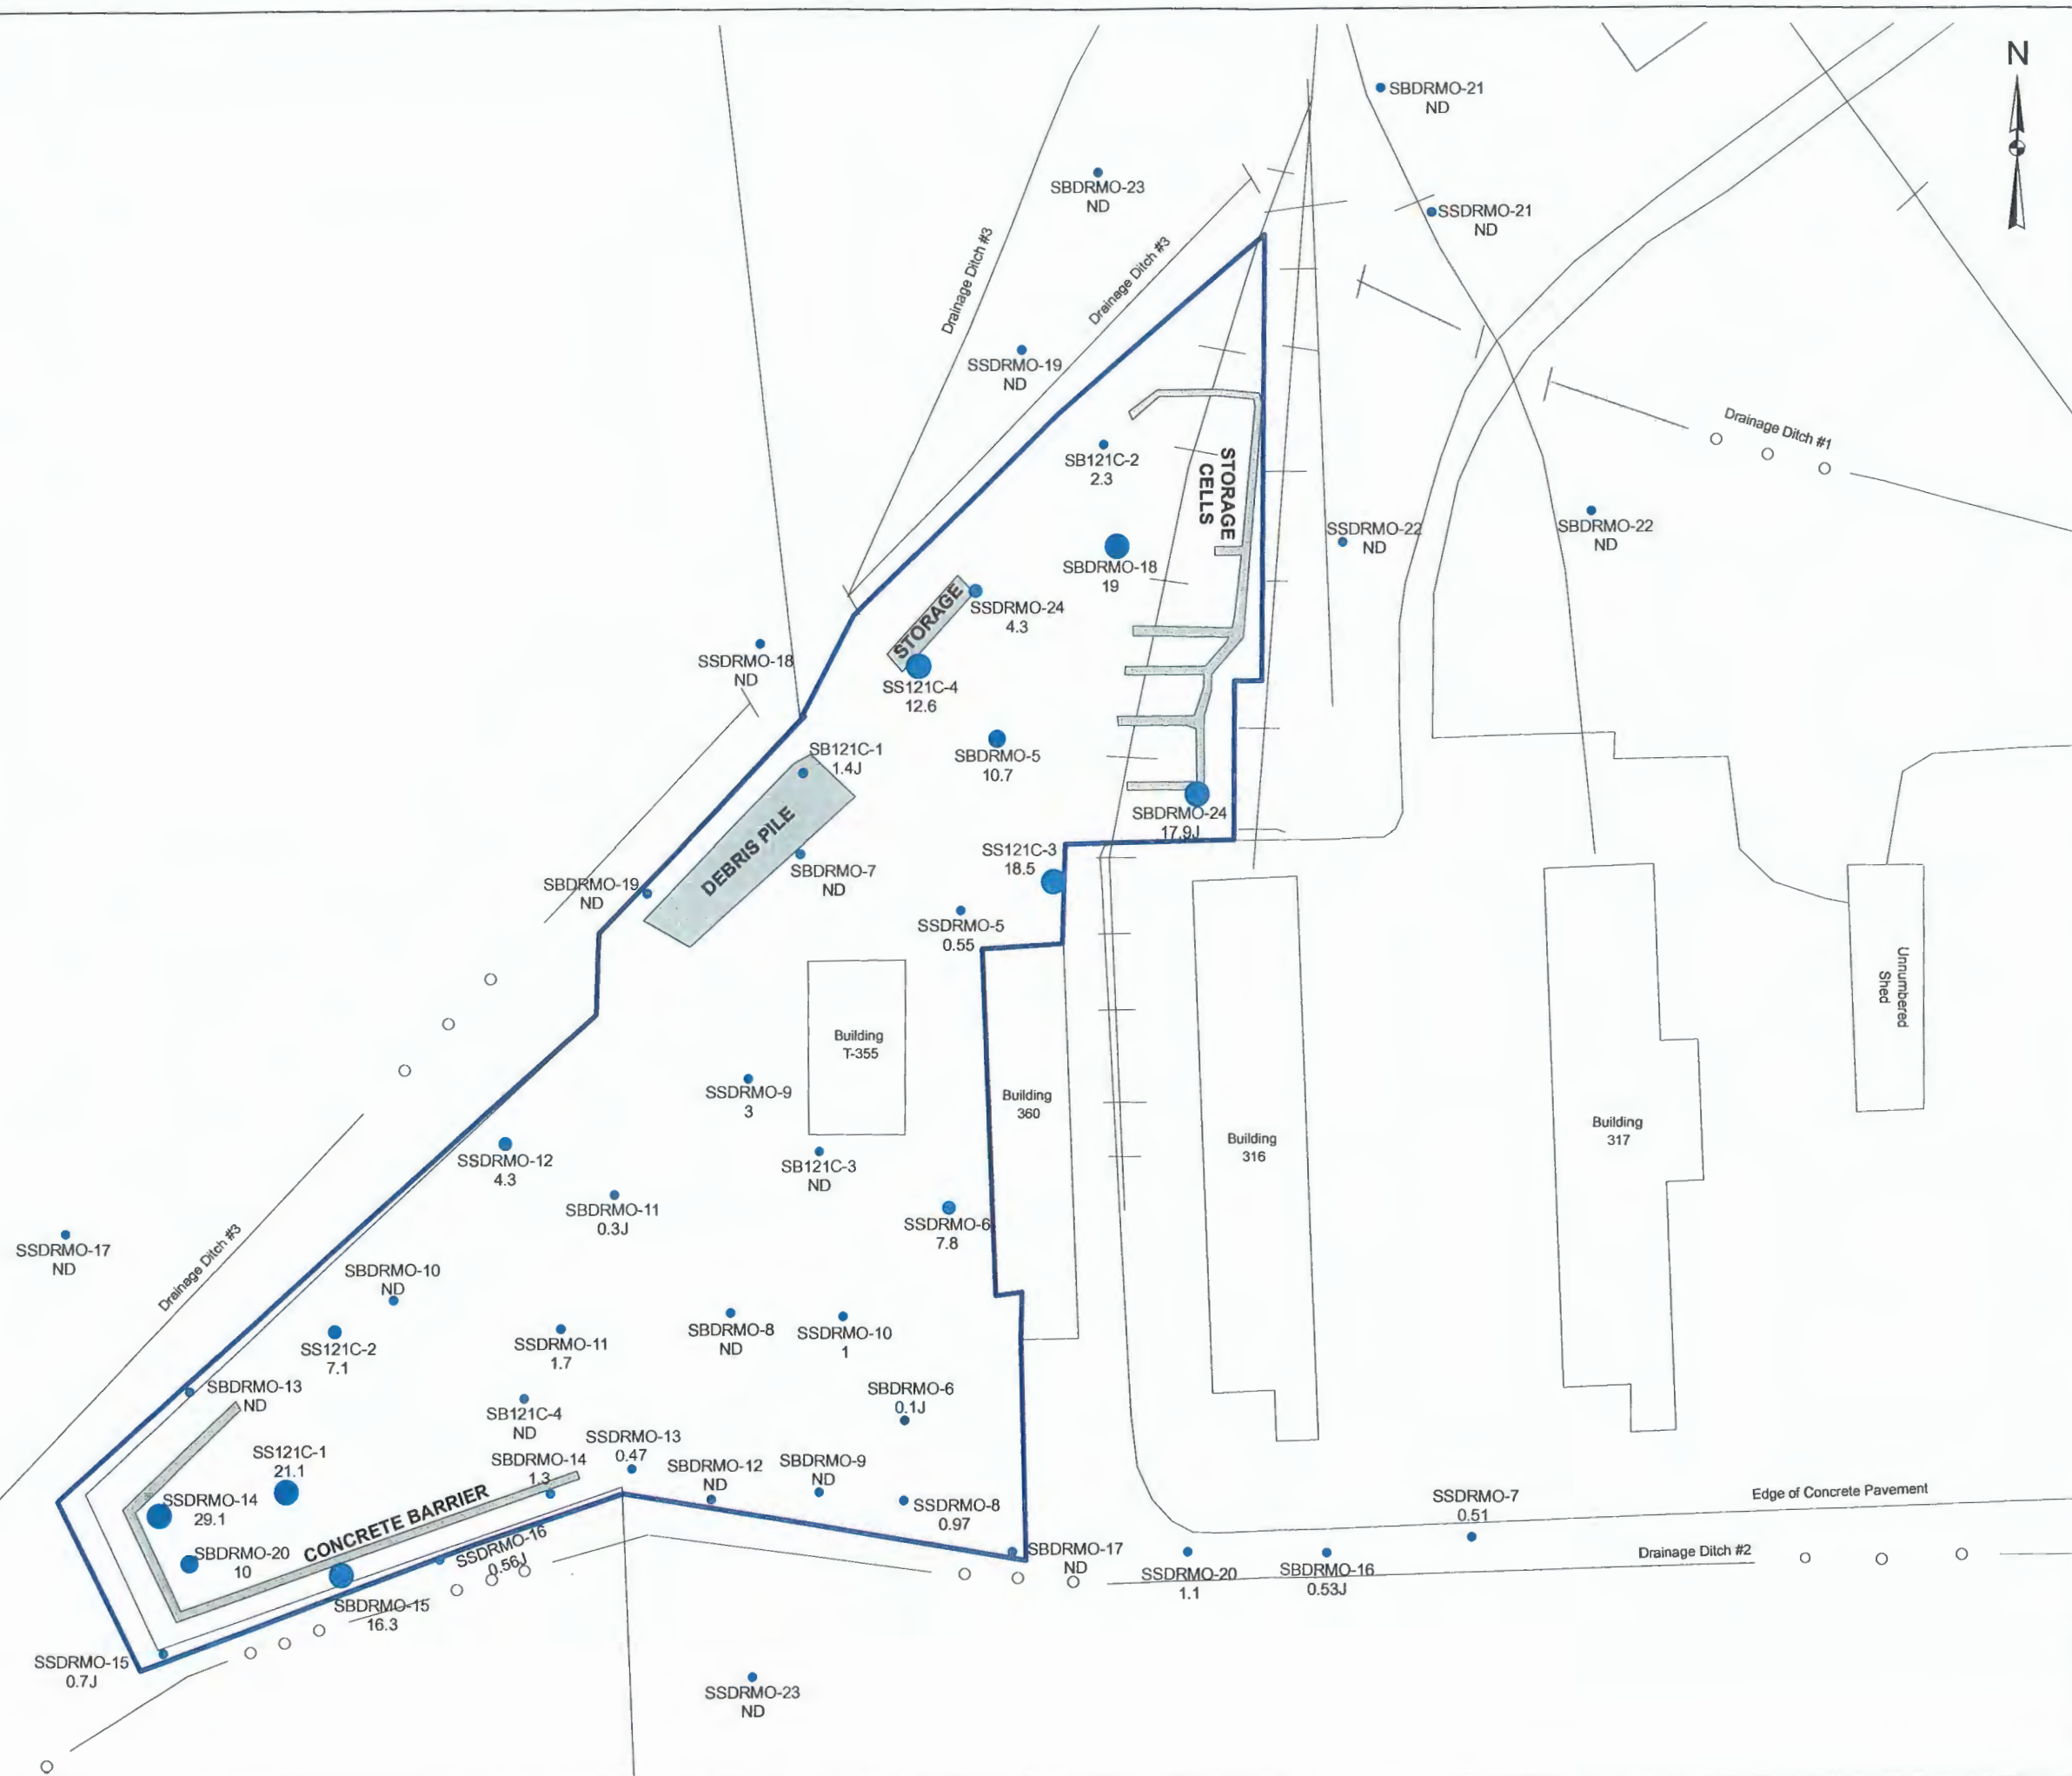 N
SBDRMO-21
ND
SBDRMO-23
ND
SSDRMO-21
ND
Drainage Ditch #3
Drainage Ditch #3
SSDRMO-19
ND
Drainage Ditch #1
SB121C-2
2.3
STORAGE
CELLS
SSDRMO-22
ND
SBDRMO-22
ND
SBDRMO-18
19
STORAGE
SSDRMO-24
4.3
SSDRMO-18
ND
SS121C-4
12.6
SB121C-1
1.4J
SBDRMO-5
10.7
SBDRMO-24
17.9J
DEBRIS PILE
SS121C-3
18.5
SBDRMO-7
ND
SBDRMO-19
ND
SSDRMO-5
0.55
Unnumbered
Shed
Building
T-355
SSDRMO-9
3
Building
360
Building
316
Building
317
SSDRMO-12
4.3
SB121C-3
ND
SBDRMO-11
0.3J
SSDRMO-6
7.8
SSDRMO-17
ND
Drainage Ditch #3
SBDRMO-10
ND
SS121C-2
7.1
SSDRMO-11
1.7
SBDRMO-8
ND
SSDRMO-10
1
SBDRMO-13
ND
SBDRMO-6
0.1J
SB121C-4
ND
SSDRMO-13
0.47
SS121C-1
21.1
SBDRMO-14
1.3
SBDRMO-12
ND
SBDRMO-9
ND
SSDRMO-14
29.1
CONCRETE BARRIER
SSDRMO-8
0.97
SSDRMO-7
0.51
Edge of Concrete Pavement
SBDRMO-20
10
SSDRMO-16
0.56J
SBDRMO-17
ND
Drainage Ditch #2
SSDRMO-20
1.1
SBDRMO-16
0.53J
SBDRMO-15
16.3
SSDRMO-15
0.7J
SSDRMO-23
ND